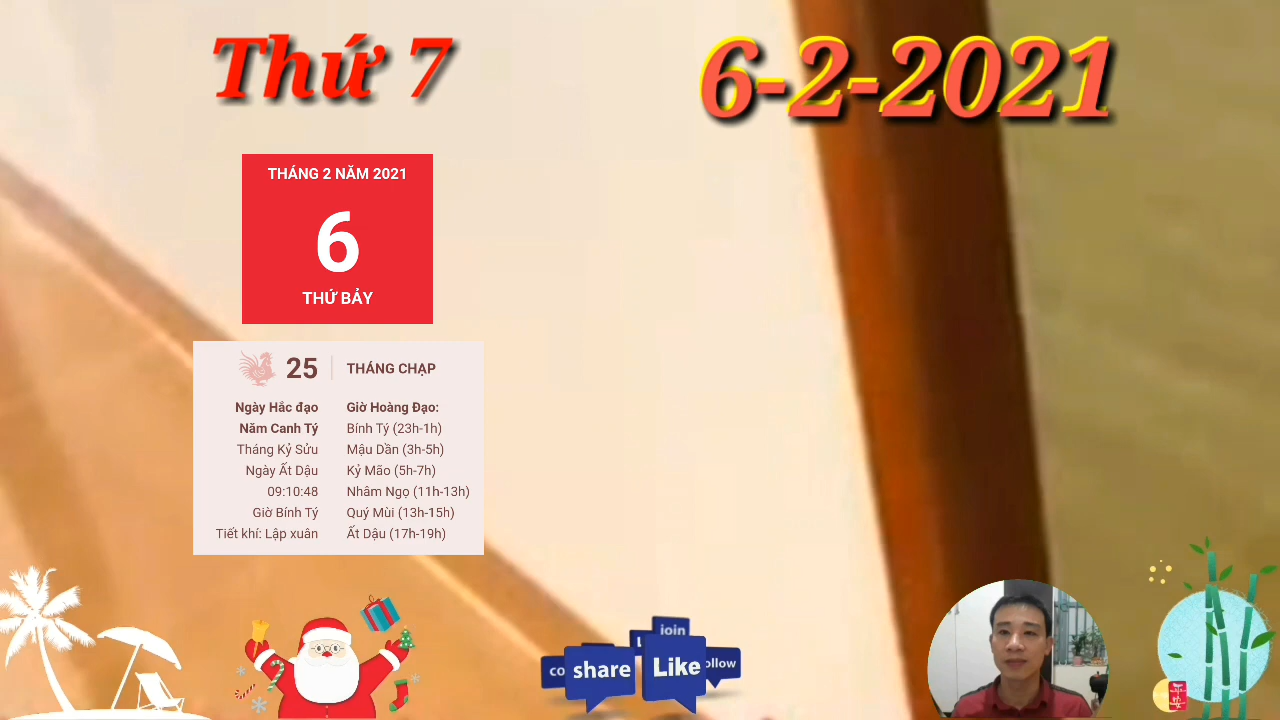 Thứ 7
6-2-2021
THÁNG 2 NĂM 2021
6
THỨ BẢY
25
THÁNG CHẠP
Ngày Hắc đạo
Năm Canh Tý
Tháng Kỷ Sửu
Ngày Ất Dậu
09:10:48
Giờ Bính Tý
Tiết khí: Lập xuân
Giờ Hoàng Đạo:
Bính Tý (23h-1h)
Mậu Dần (3h-5h)
Kỷ Mão (5h-7h)
Nhâm Ngọ (11h-13h)
Quý Mùi (13h-15h)
Ất Dậu (17h-19h)
join
co
share
Like
ollow